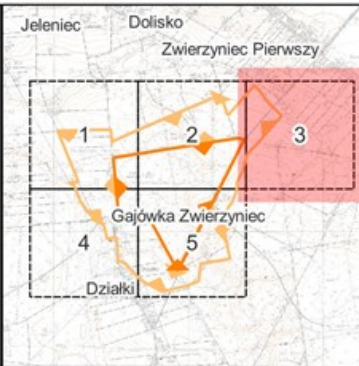 Jeleniec
Dolisko
Zwierzyniec Pierwszy
1
2
3
Gajówka Zwierzyniec
4
5
Działki